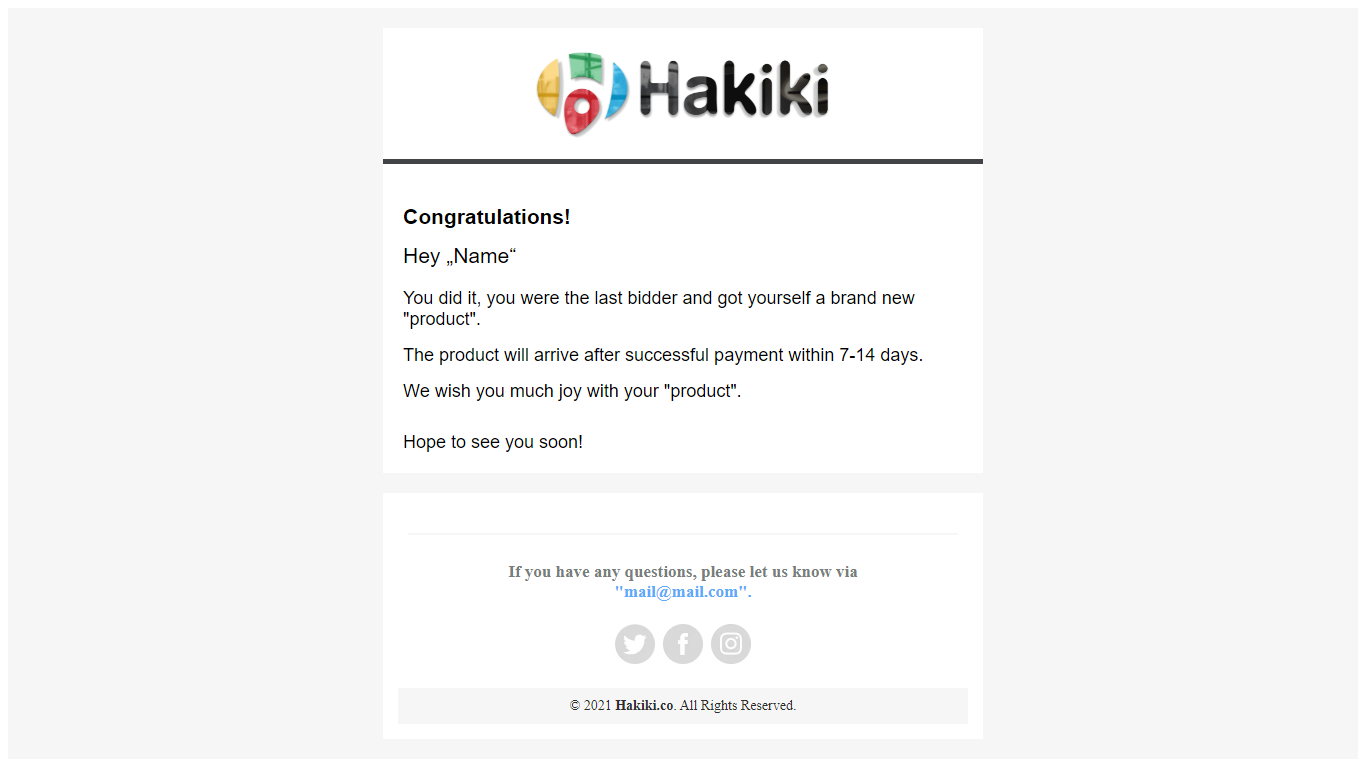 Hakiki
Congratulations!
Hey „Name“
You did it, you were the last bidder and got yourself a brand new
"product".
The product will arrive after successful payment within 7-14 days.
We wish you much joy with your "product".
Hope to see you soon!
If you have any questions, please let us know via
"mail@mail.com".
© 2021 Hakiki.co. All Rights Reserved.